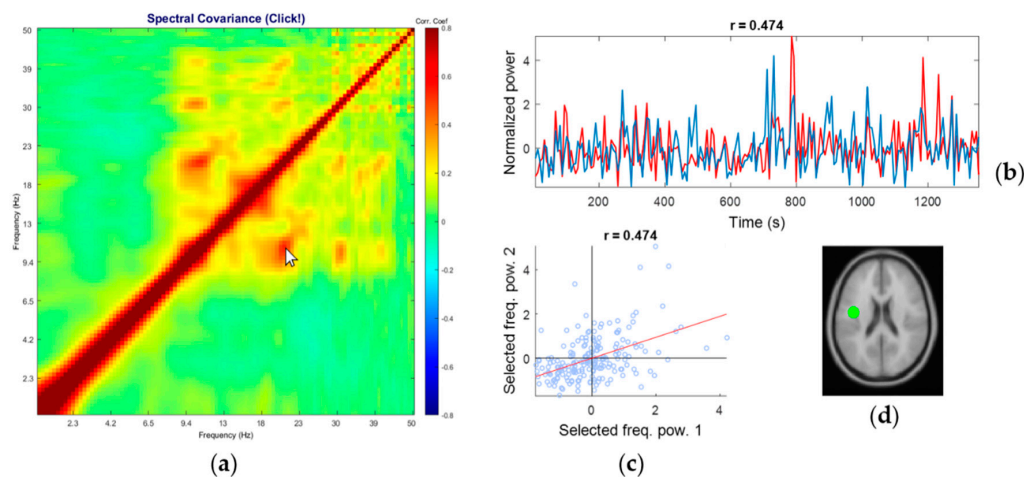 Spectral Covariance (Click!)
Corr. Coef
50
39
31
23
18
13
9.4
6.5
4.2
2.3
Frequency (Hz)
2.3 4.2 6.5 9.4 13 18 23 30 39 50
Frequency (Hz)
0.8
0.6
0.4
0.2
0
-0.2
-0.4
-0.6
-0.8
(a)
r = 0.474
Normalized power
4
2
0
200 400 600 800 1000 1200
Time (s)
(b)
r = 0.474
Selected freq. pow. 2
4
2
0
0 2 4
Selected freq. pow. 1
(c)
(d)